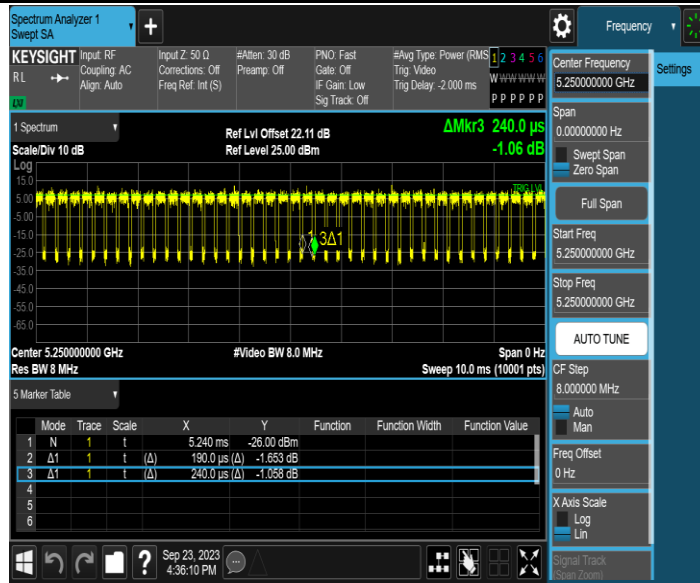 Spectrum Analyzer 1
Swept SA
Frequency
KEYSIGHT
RL
LXI
Input: RF
Coupling: AC
Align: Auto
Input Z: 50 Ω
Corrections: Off
Freq Ref: Int (S)
#Atten: 30 dB
Preamp: Off
PNO: Fast
Gate: Off
IF Gain: Low
Sig Track: Off
#Avg Type: Power (RMS
Trig: Video
Trig Delay: -2.000 ms
1 2 3 4 5 6
W W W W W W
P P P P P P
Center Frequency
5.250000000 GHz
Settings
Span
0.00000000 Hz
Swept Span
Zero Span
Full Span
Start Freq
5.250000000 GHz
Stop Freq
5.250000000 GHz
AUTO TUNE
CF Step
8.000000 MHz
Auto
Man
Freq Offset
0 Hz
X Axis Scale
Log
Lin
Signal Track
(Span Zoom)
1 Spectrum
Scale/Div 10 dB
Ref Lvl Offset 22.11 dB
Ref Level 25.00 dBm
ΔMkr3 240.0 µs
-1.06 dB
Log
15.0
5.00
-5.00
-15.0
-25.0
-35.0
-45.0
-55.0
-65.0
TRIG LVL
3Δ1
Center 5.250000000 GHz
#Video BW 8.0 MHz
Span 0 Hz
Res BW 8 MHz
Sweep 10.0 ms (10001 pts)
5 Marker Table
Mode Trace Scale X Y Function Function Width Function Value
1 N 1 t 5.240 ms -26.00 dBm
2 Δ1 1 t (Δ) 190.0 µs (Δ) -1.653 dB
3 Δ1 1 t (Δ) 240.0 µs (Δ) -1.058 dB
4
5
6
?
Sep 23, 2023
4:36:10 PM